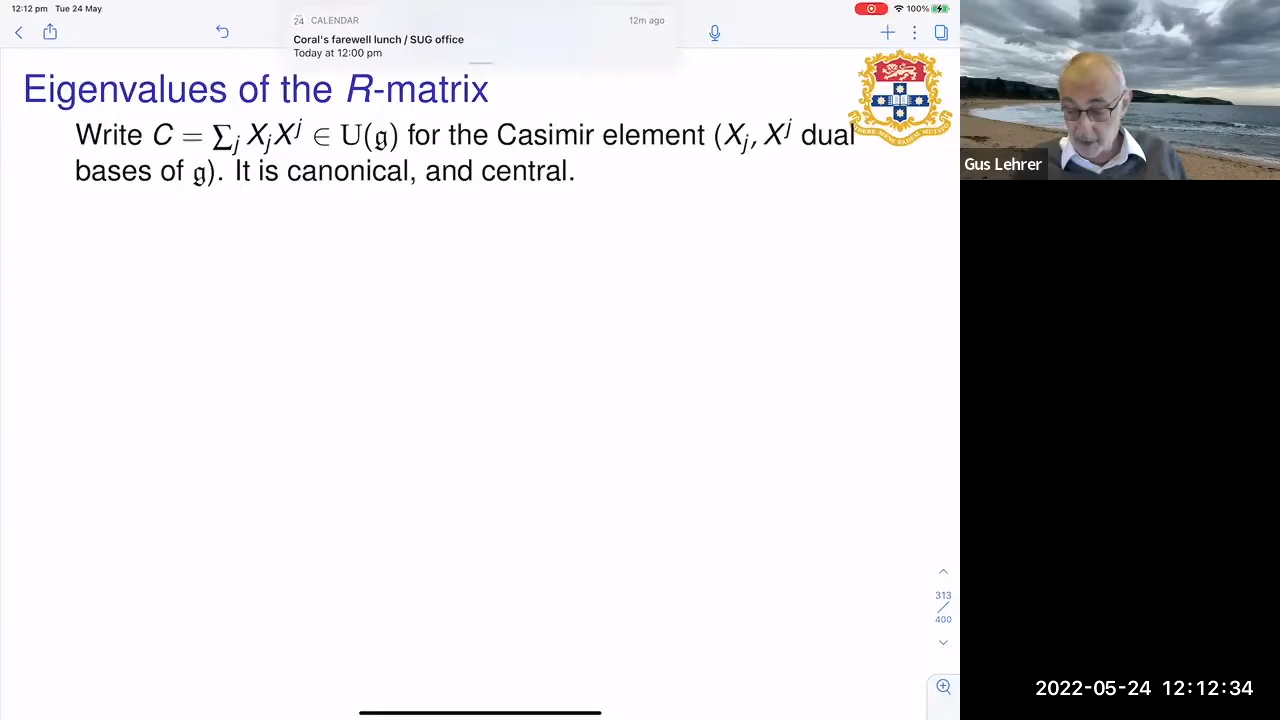 12:12 pm Tue 24 May
100%
24 CALENDAR
12m ago
Coral's farewell lunch / SUG office
Today at 12:00 pm
Eigenvalues of the R-matrix
Write C = ∑ⱼ XⱼXʲ ∈ U(𝔤) for the Casimir element (Xⱼ, Xʲ dual
bases of 𝔤). It is canonical, and central.
Gus Lehrer
313
400
2022-05-24 12:12:34